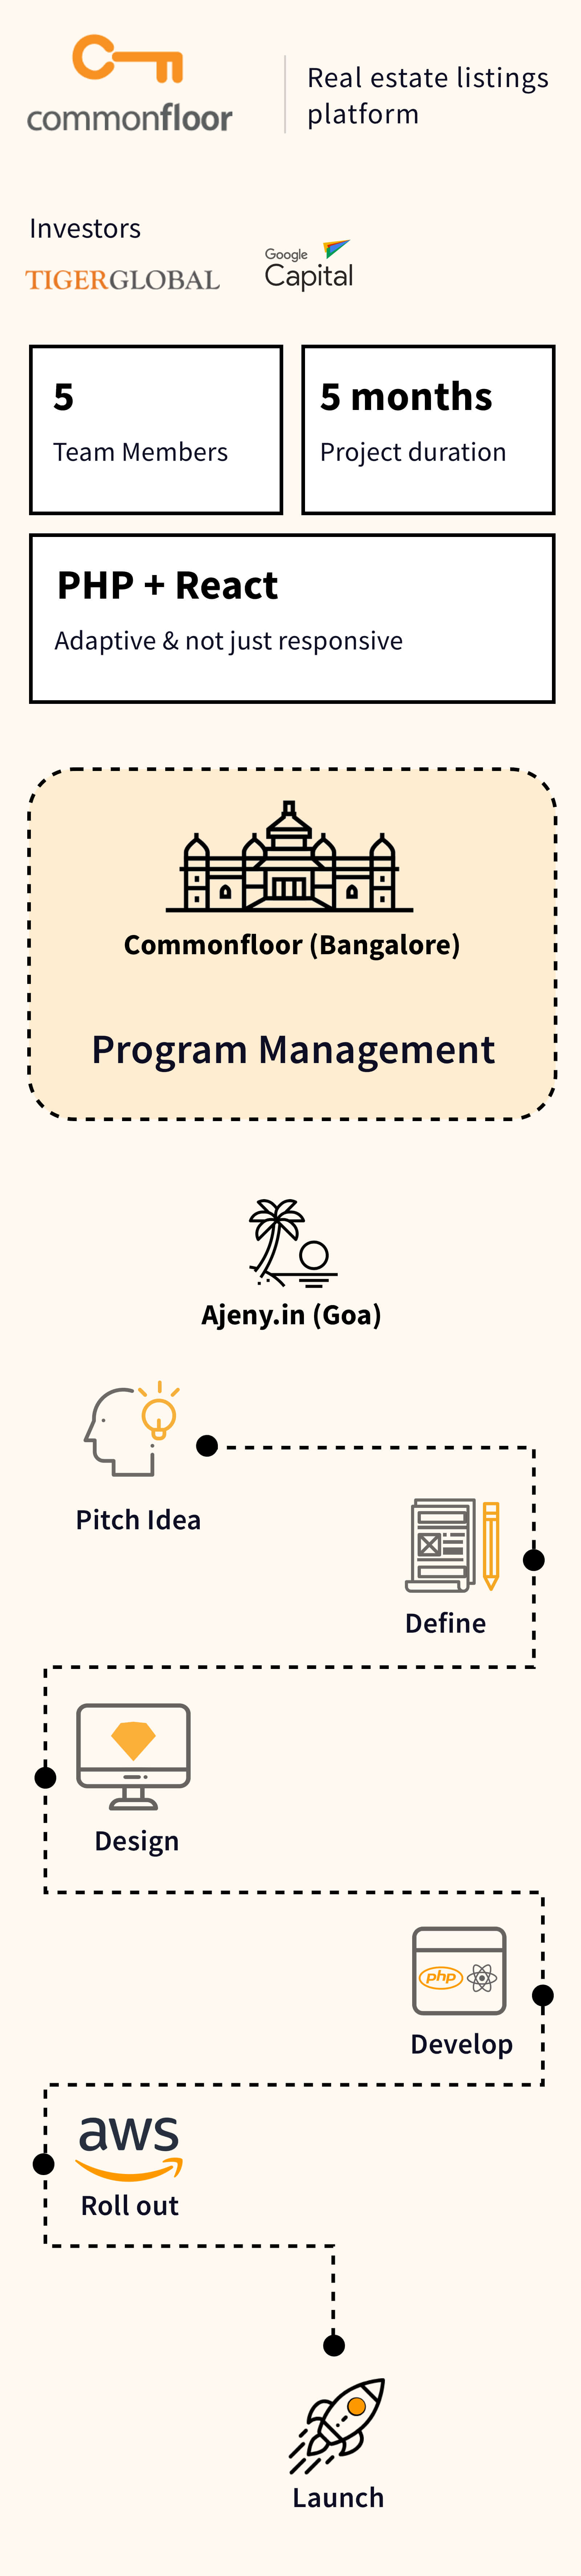 commonfloor
Real estate listings
platform
Investors
TIGERGLOBAL
Google
Capital
5
Team Members
5 months
Project duration
PHP + React
Adaptive & not just responsive
Commonfloor (Bangalore)
Program Management
Ajeny.in (Goa)
Pitch Idea
Define
Design
php
Develop
aws
Roll out
Launch